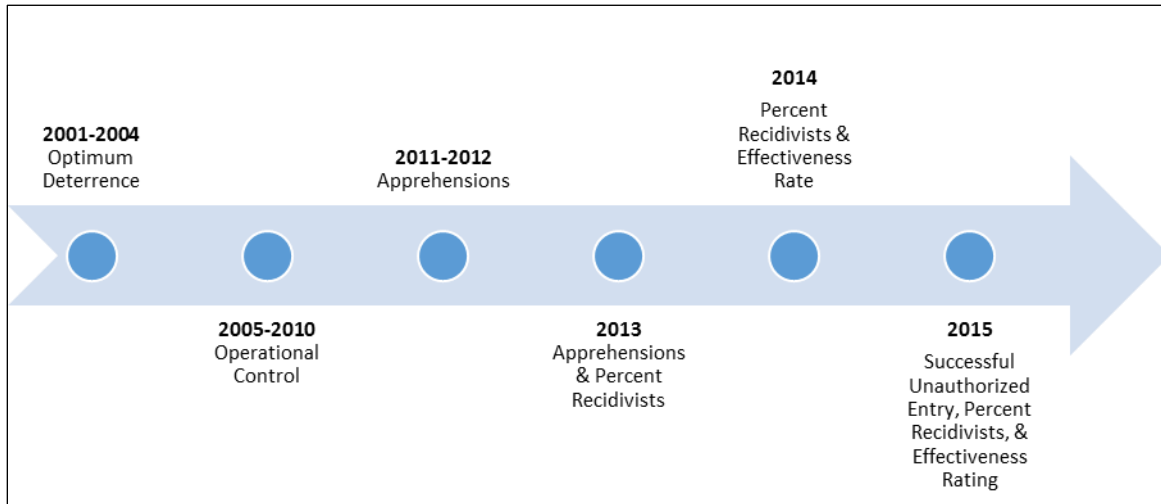 2001-2004
Optimum
Deterrence
2005-2010
Operational
Control
2011-2012
Apprehensions
2013
Apprehensions
& Percent
Recidivists
2014
Percent
Recidivists &
Effectiveness
Rate
2015
Successful
Unauthorized
Entry, Percent
Recidivists, &
Effectiveness
Rating